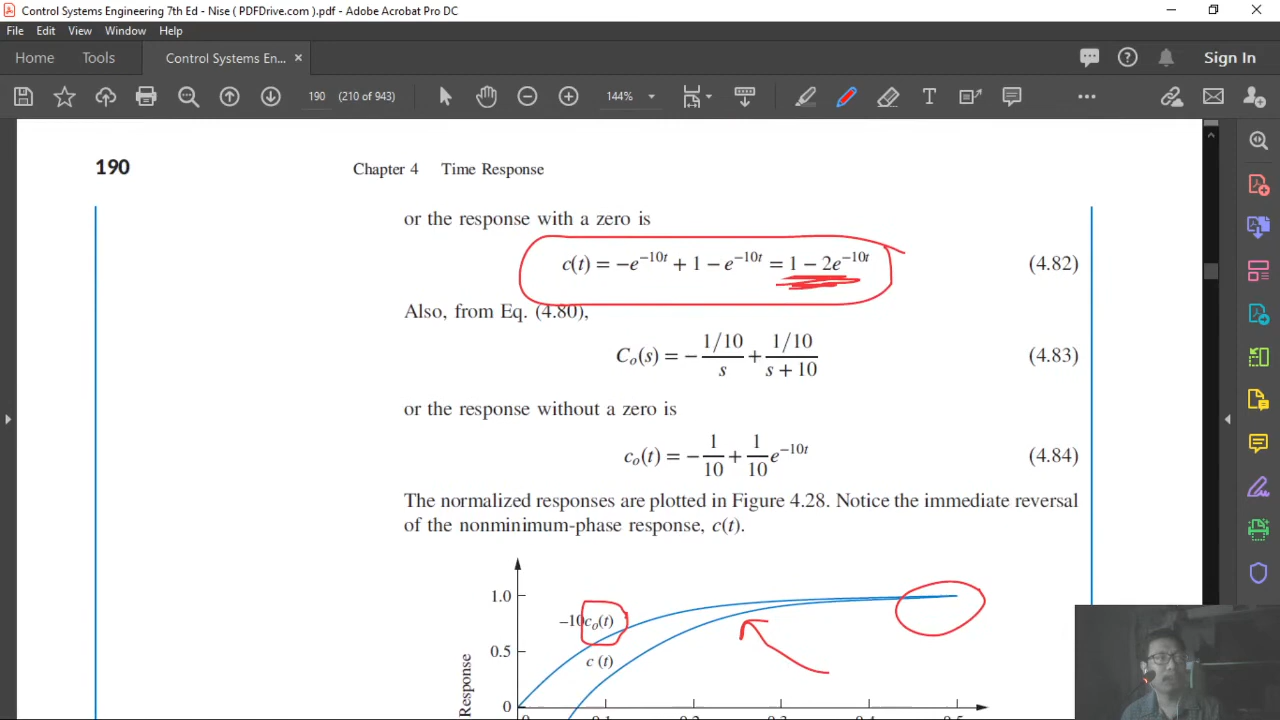 Control Systems Engineering 7th Ed - Nise ( PDFDrive.com ).pdf - Adobe Acrobat Pro DC
File Edit View Window Help
Home Tools Control Systems En... × Sign In
190 (210 of 943) 144%
190 Chapter 4 Time Response
or the response with a zero is
c(t) = −e^{−10t} + 1 − e^{−10t} = 1 − 2e^{−10t} (4.82)
Also, from Eq. (4.80),
C_o(s) = − \frac{1/10}{s} + \frac{1/10}{s + 10} (4.83)
or the response without a zero is
c_o(t) = − \frac{1}{10} + \frac{1}{10} e^{−10t} (4.84)
The normalized responses are plotted in Figure 4.28. Notice the immediate reversal
of the nonminimum-phase response, c(t).
1.0
–10c_o(t)
0.5
c (t)
Response
0